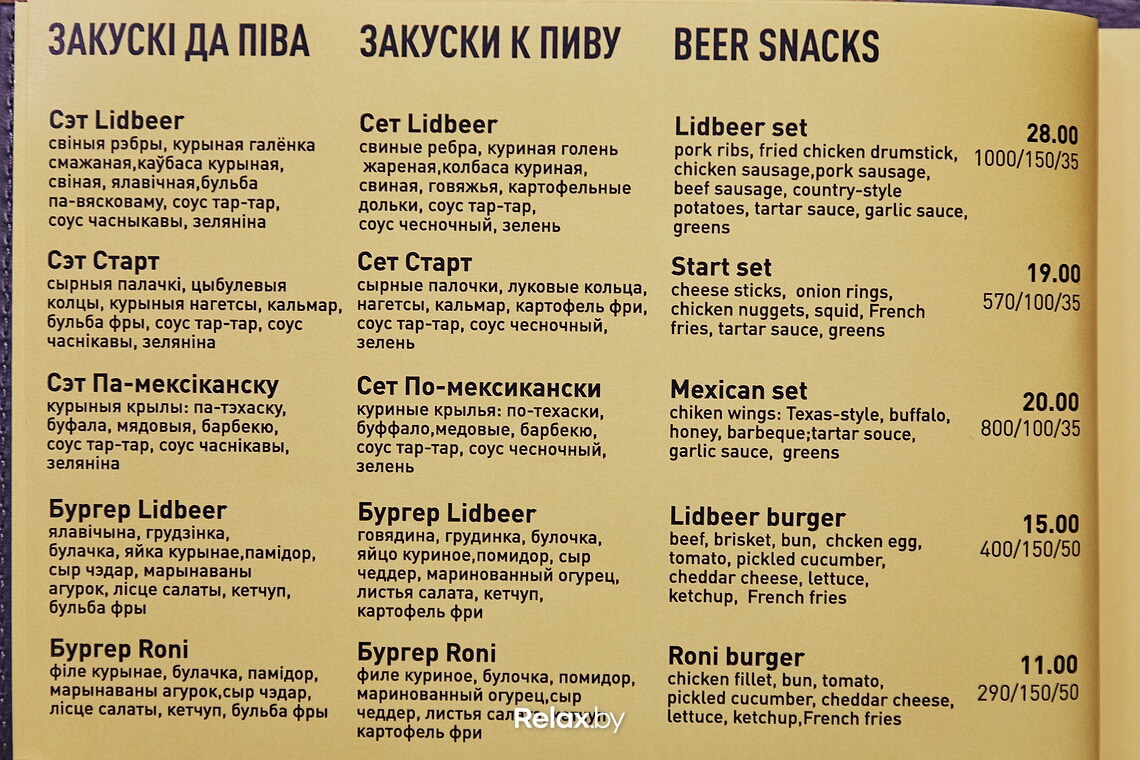 ЗАКУСКІ ДА ПІВА
Сэт Lidbeer
свіныя рэбры, курыная галёнка
смажаная,каўбаса курыная,
свіная, ялавічная,бульба
па-вясковаму, соус тар-тар,
соус часныкавы, зеляніна
Сэт Старт
сырныя палачкі, цыбулевыя
колцы, курыныя нагетсы, кальмар,
бульба фры, соус тар-тар, соус
часнікавы, зеляніна
Сэт Па-мексіканску
курыныя крылы: па-тэхаску,
буфала, мядовыя, барбекю,
соус тар-тар, соус часнікавы,
зеляніна
Бургер Lidbeer
ялавічына, грудзінка,
булачка, яйка курынае,памідор,
сыр чэдар, марынаваны
агурок, лісце салаты, кетчуп,
бульба фры
Бургер Roni
філе курынае, булачка, памідор,
марынаваны агурок,сыр чэдар,
лісце салаты, кетчуп, бульба фры
ЗАКУСКИ К ПИВУ
Сет Lidbeer
свиные ребра, куриная голень
жареная,колбаса куриная,
свиная, говяжья, картофельные
дольки, соус тар-тар,
соус чесночный, зелень
Сет Старт
сырные палочки, луковые кольца,
нагетсы, кальмар, картофель фри,
соус тар-тар, соус чесночный,
зелень
Сет По-мексикански
куриные крылья: по-техаски,
буффало,медовые, барбекю,
соус тар-тар, соус чесночный,
зелень
Бургер Lidbeer
говядина, грудинка, булочка,
яйцо куриное,помидор, сыр
чеддер, маринованный огурец,
листья салата, кетчуп,
картофель фри
Бургер Roni
филе куриное, булочка, помидор,
маринованный огурец,сыр
чеддер, листья салата, кетчуп
картофель фри
BEER SNACKS
Lidbeer set
pork ribs, fried chicken drumstick,
chicken sausage,pork sausage,
beef sausage, country-style
potatoes, tartar sauce, garlic sauce,
greens
28.00
1000/150/35
Start set
cheese sticks, onion rings,
chicken nuggets, squid, French
fries, tartar sauce, greens
19.00
570/100/35
Mexican set
chiken wings: Texas-style, buffalo,
honey, barbeque;tartar souce,
garlic sauce, greens
20.00
800/100/35
Lidbeer burger
beef, brisket, bun, chcken egg,
tomato, pickled cucumber,
cheddar cheese, lettuce,
ketchup, French fries
15.00
400/150/50
Roni burger
chicken fillet, bun, tomato,
pickled cucumber, cheddar cheese,
lettuce, ketchup,French fries
11.00
290/150/50
Relax.by